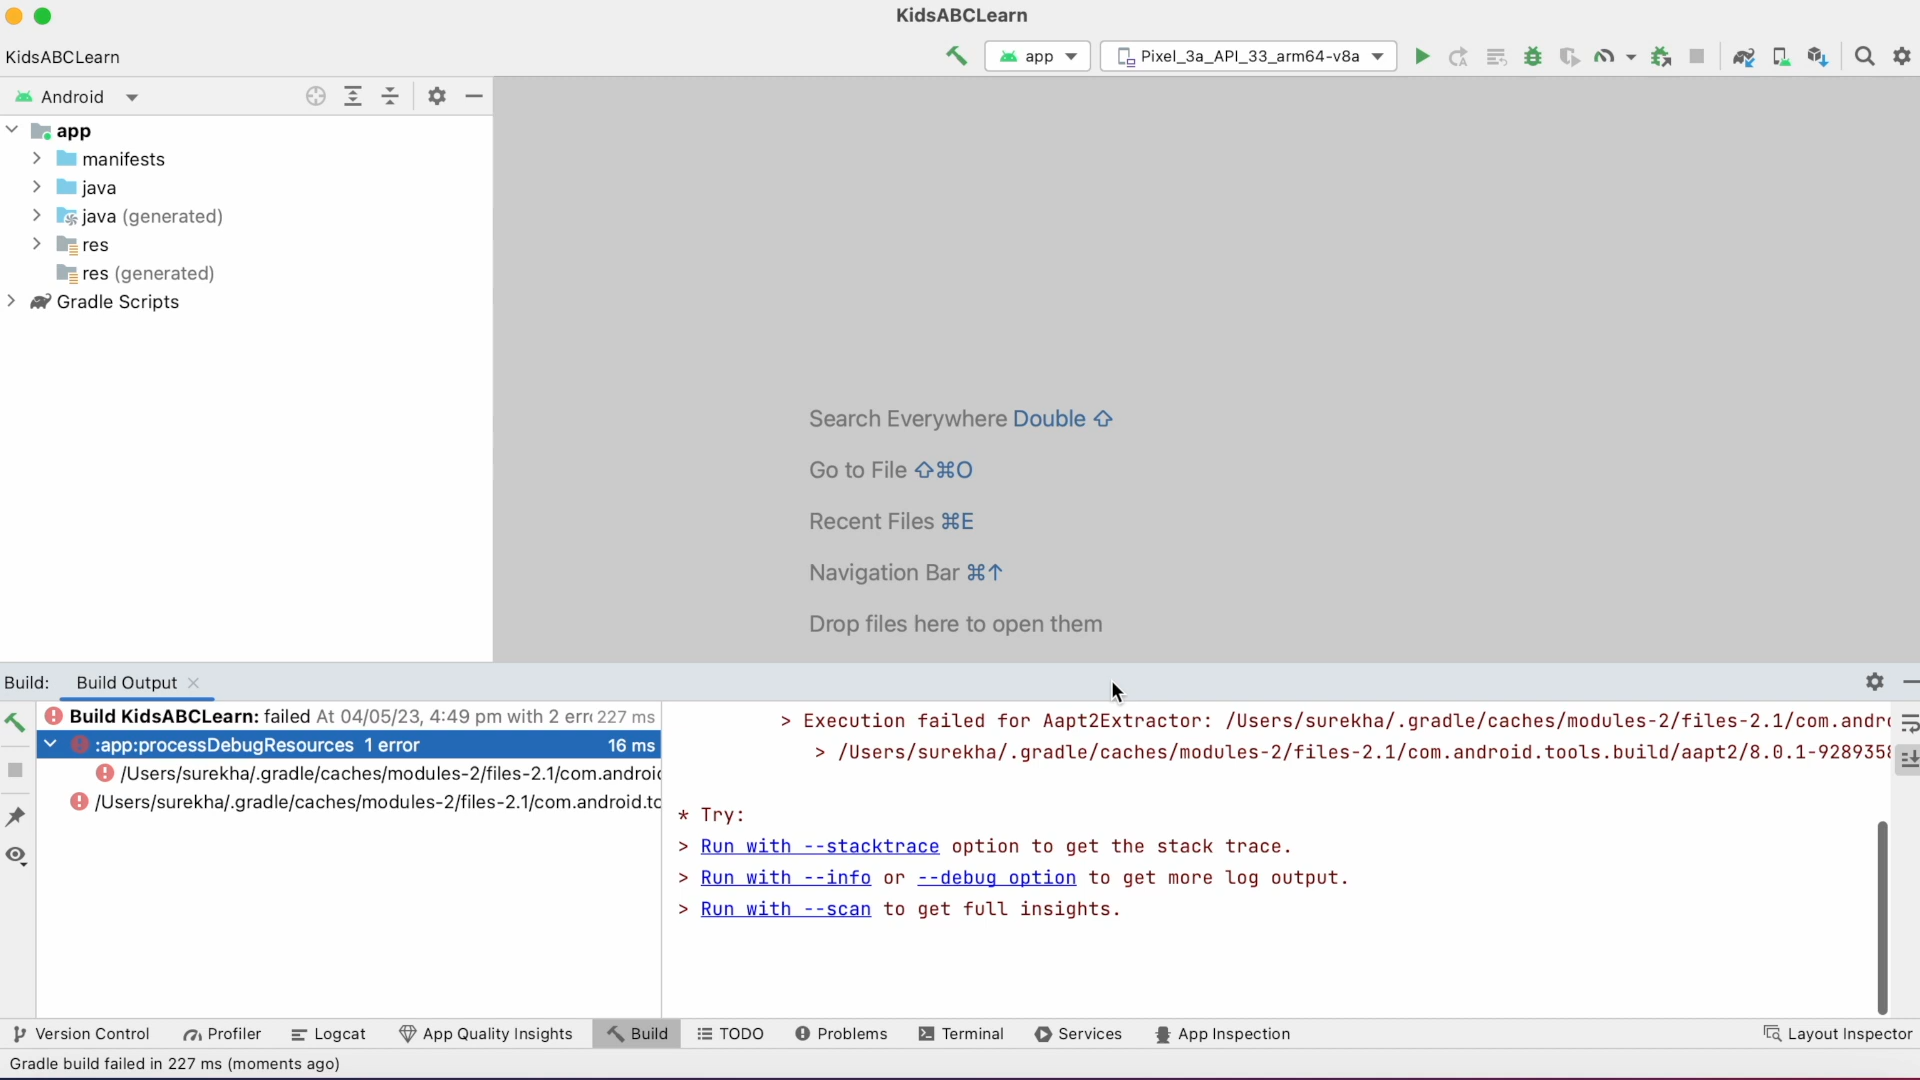 KidsABCLearn
KidsABCLearn
app
Pixel_3a_API_33_arm64-v8a
Android
app
manifests
java
java (generated)
res
res (generated)
Gradle Scripts
Search Everywhere Double ⇧
Go to File ⇧⌘O
Recent Files ⌘E
Navigation Bar ⌘↑
Drop files here to open them
Build:
Build Output
Build KidsABCLearn: failed At 04/05/23, 4:49 pm with 2 err 227 ms
:app:processDebugResources 1 error 16 ms
/Users/surekha/.gradle/caches/modules-2/files-2.1/com.android
/Users/surekha/.gradle/caches/modules-2/files-2.1/com.android.to
> Execution failed for Aapt2Extractor: /Users/surekha/.gradle/caches/modules-2/files-2.1/com.andro
> /Users/surekha/.gradle/caches/modules-2/files-2.1/com.android.tools.build/aapt2/8.0.1-9289358
* Try:
> Run with --stacktrace option to get the stack trace.
> Run with --info or --debug option to get more log output.
> Run with --scan to get full insights.
Version Control
Profiler
Logcat
App Quality Insights
Build
TODO
Problems
Terminal
Services
App Inspection
Layout Inspector
Gradle build failed in 227 ms (moments ago)